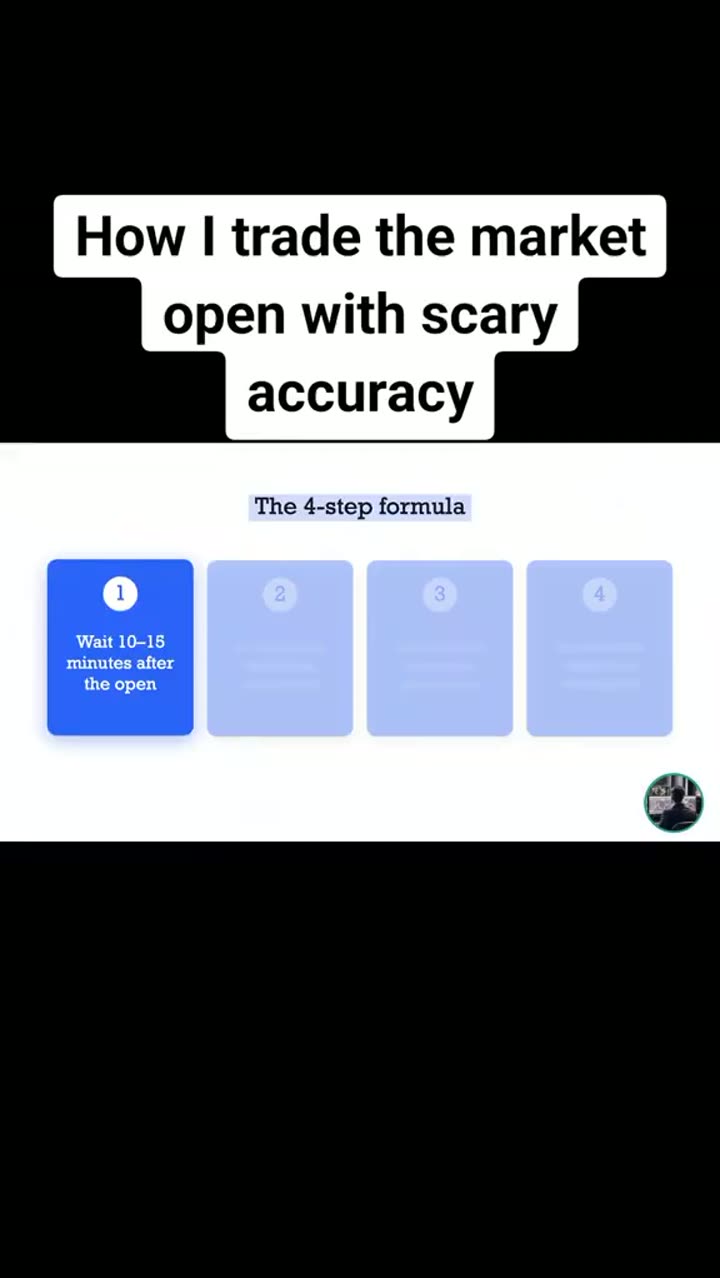 How I trade the market
open with scary
accuracy
The 4-step formula
1
Wait 10–15
minutes after
the open
2
3
4